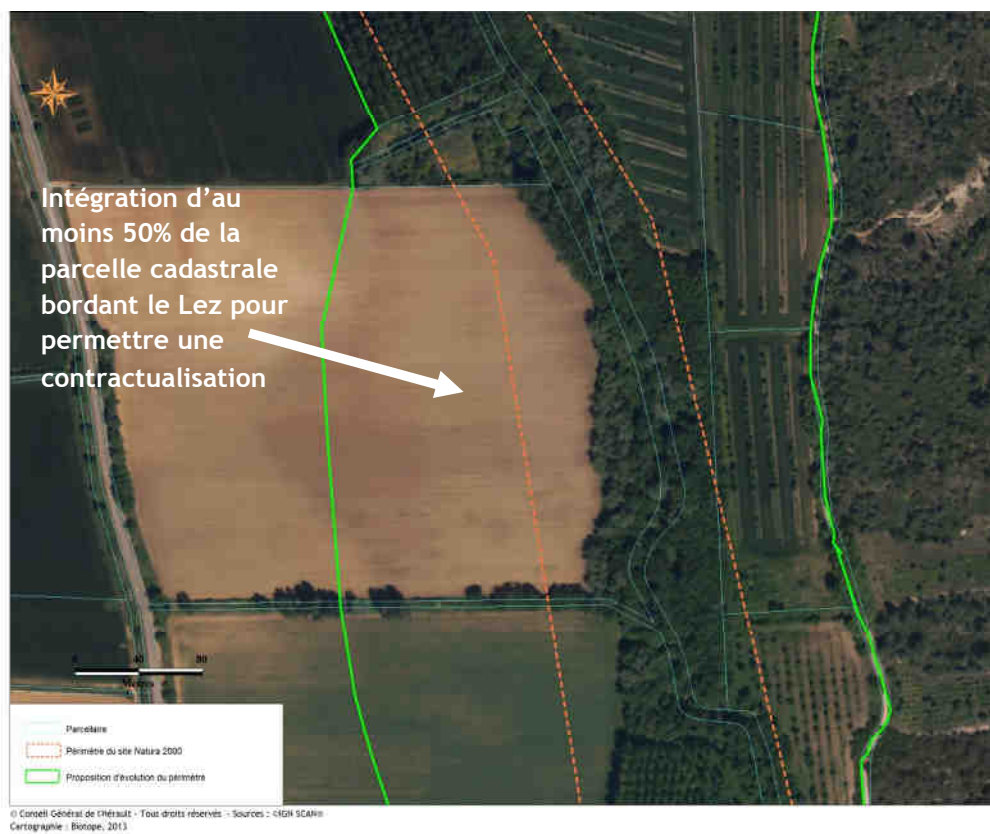 Intégration d'au
moins 50% de la
parcelle cadastrale
bordant le Lez pour
permettre une
contractualisation
0 40 80
Mètres
Parcellaire
Périmètre du site Natura 2000
Proposition d'évolution du périmètre
© Conseil Général de l'Hérault - Tous droits réservés - Sources : ©IGN SCAN®
Cartographie : Biotope, 2013